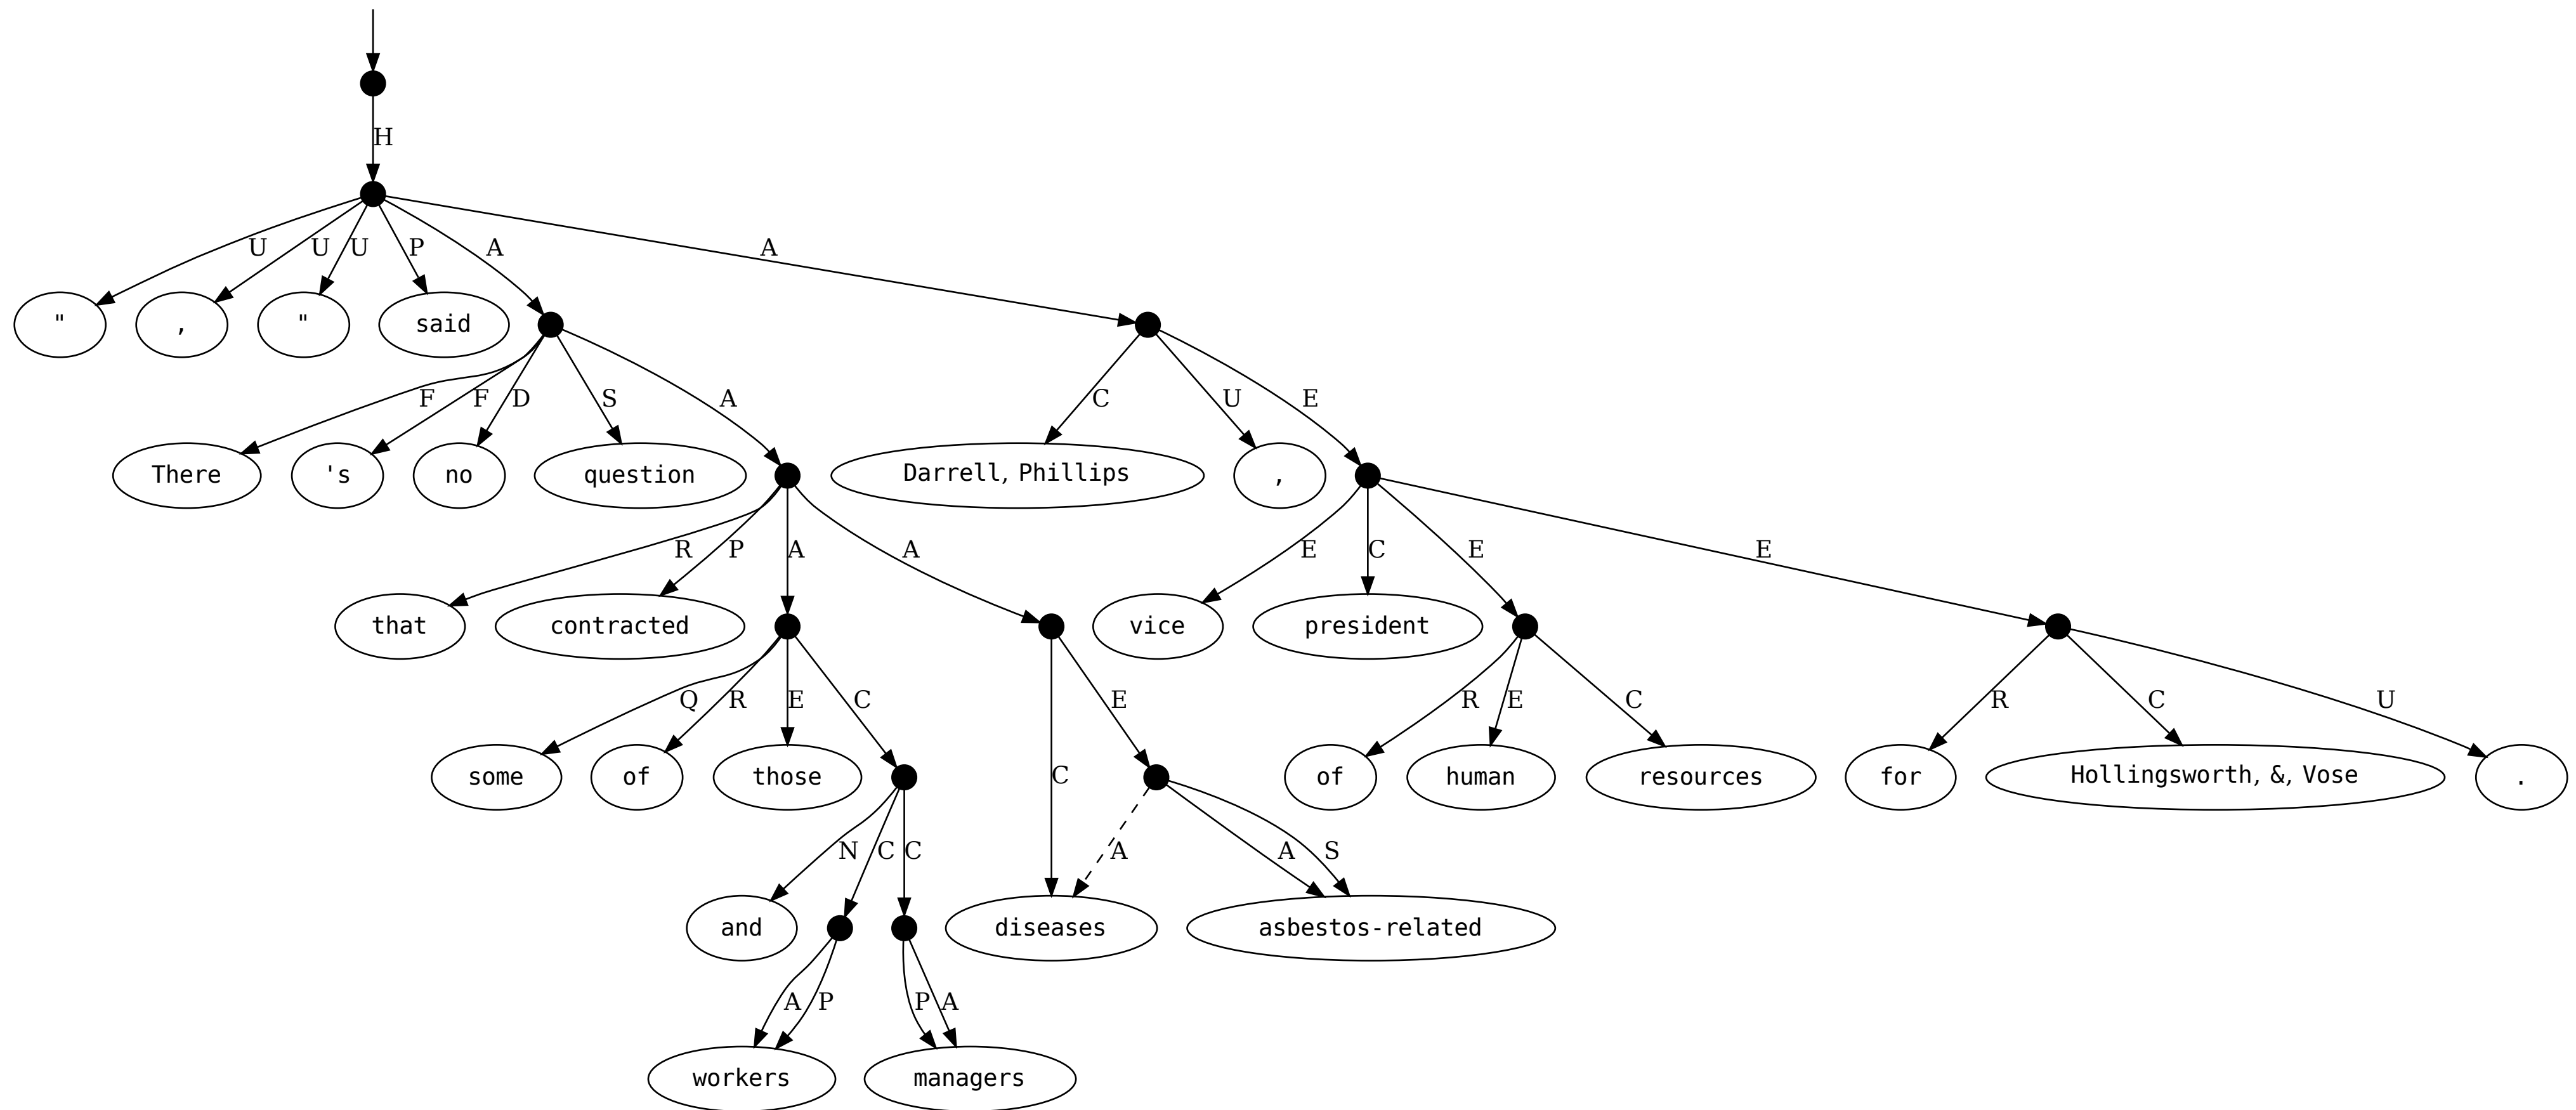 H
U U U P A A
" , " said
F F D S A C U E
There 's no question Darrell, Phillips ,
R P A A E C E E
that contracted vice president
Q R E C C E R E C R C U
some of those of human resources for Hollingsworth, &, Vose .
N C C A A S
and diseases asbestos-related
A P P A
workers managers